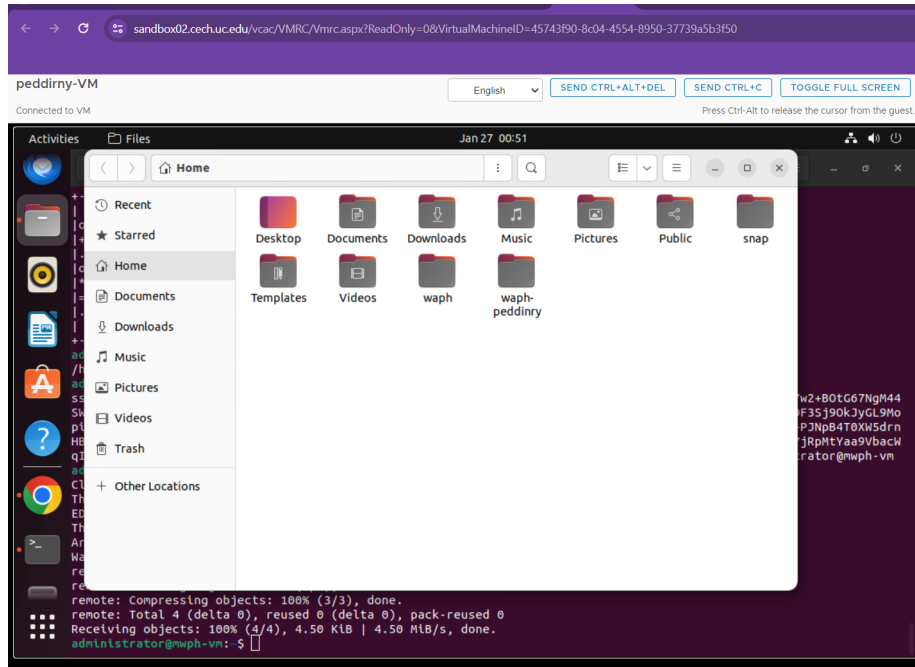 sandbox02.cech.uc.edu/vcac/VMRC/Vmrc.aspx?ReadOnly=0&VirtualMachineID=45743f90-8c04-4554-8950-37739a5b3f50
peddirny-VM
English
SEND CTRL+ALT+DEL
SEND CTRL+C
TOGGLE FULL SCREEN
Connected to VM
Press Ctrl-Alt to release the cursor from the guest.
Activities
Files
Jan 27 00:51
Home
Recent
Starred
Home
Documents
Downloads
Music
Pictures
Videos
Trash
+ Other Locations
Desktop
Documents
Downloads
Music
Pictures
Public
snap
Templates
Videos
waph
waph-
peddinry
w2+BOtG67NgM44
F3Sj9OkJyGL9Mo
PJNpB4T0XW5drn
jRpMtYaa9VbacW
rator@mwph-vm
remote: Compressing objects: 100% (3/3), done.
remote: Total 4 (delta 0), reused 0 (delta 0), pack-reused 0
Receiving objects: 100% (4/4), 4.50 KiB | 4.50 MiB/s, done.
administrator@mwph-vm:~$